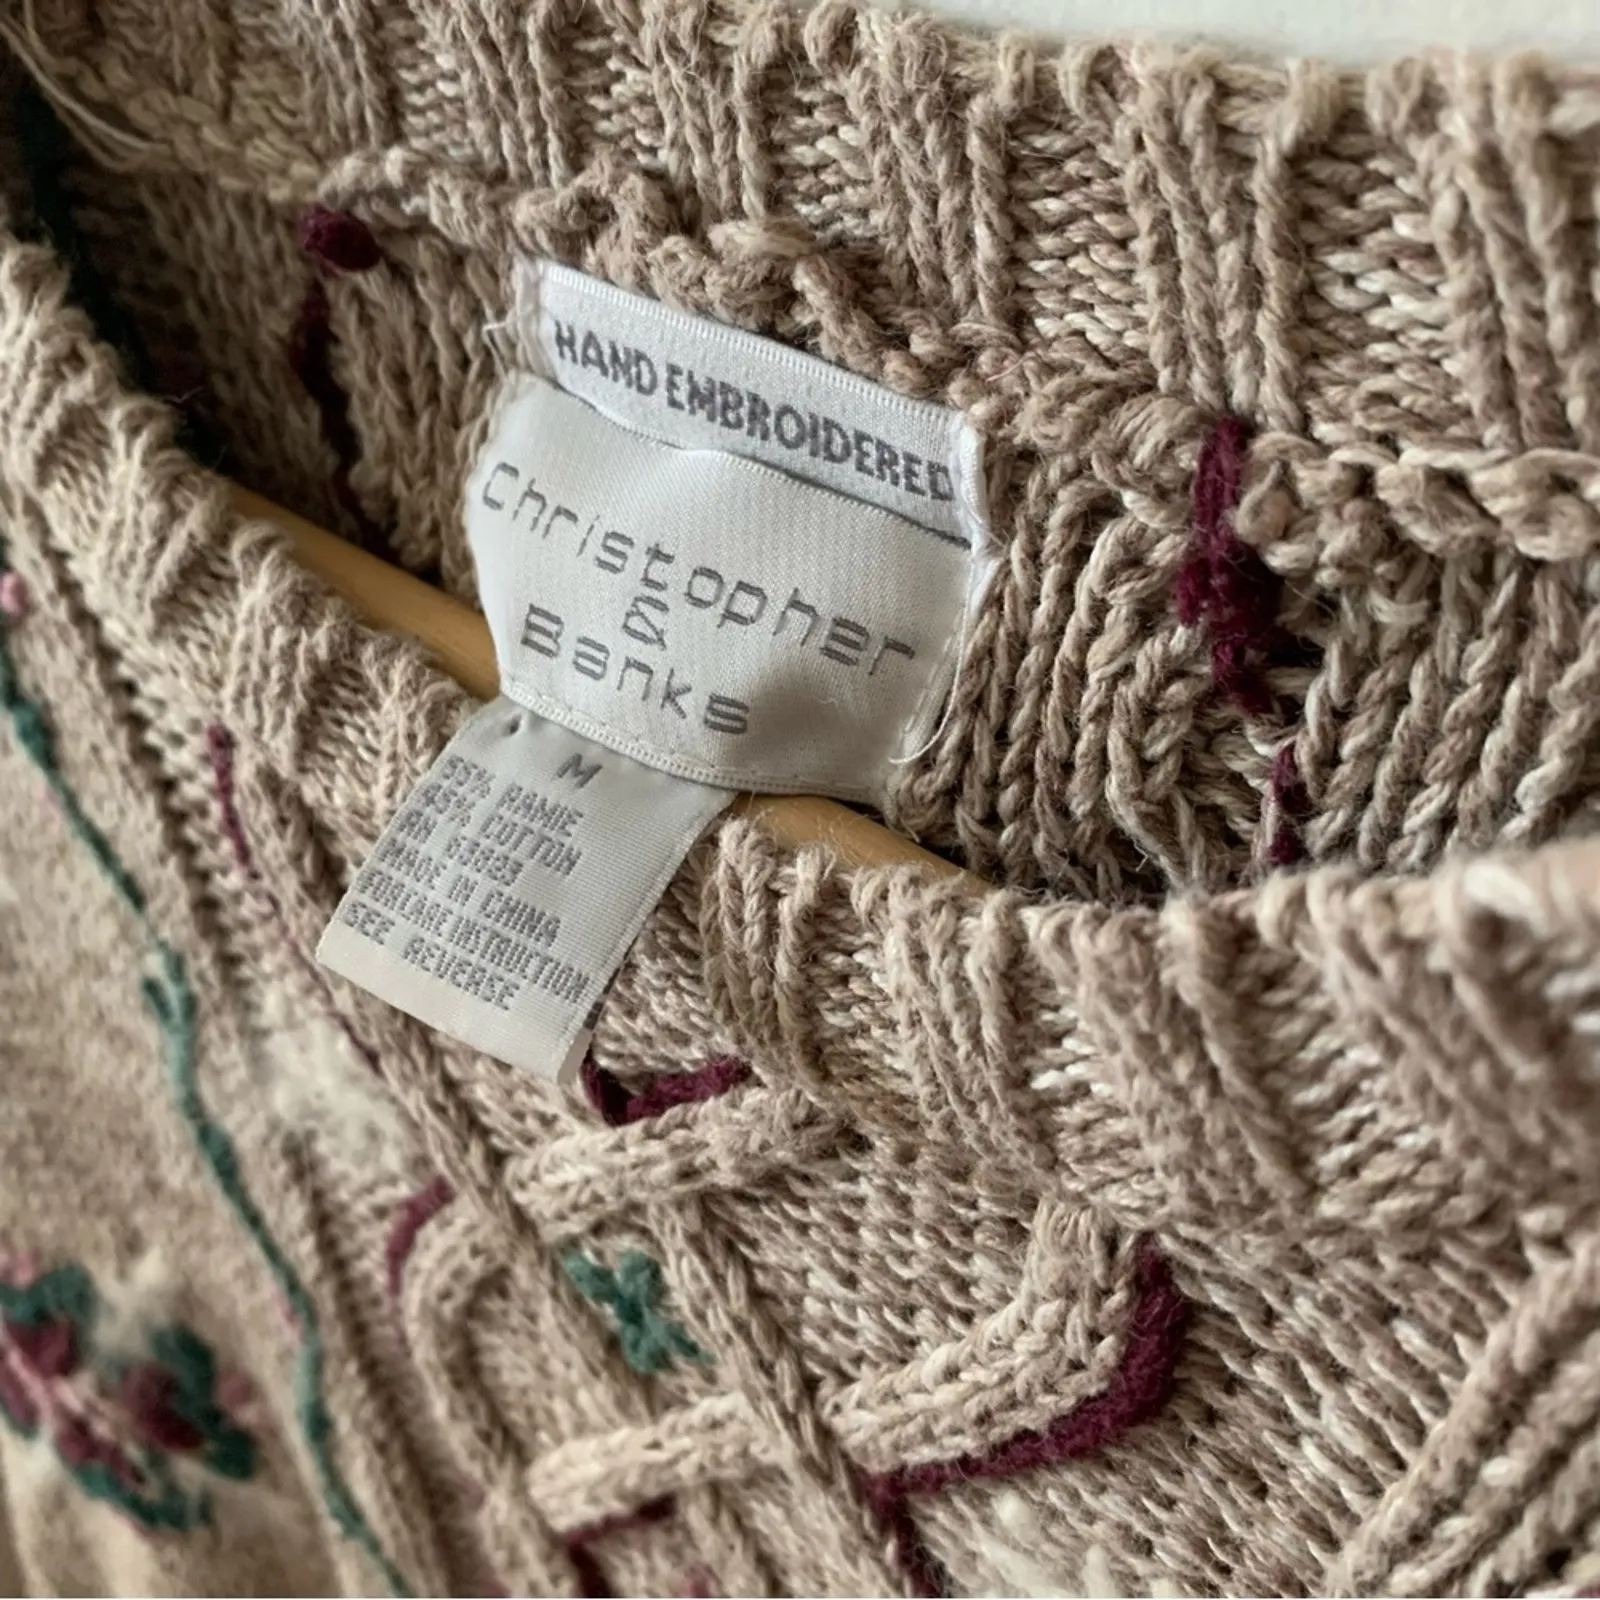 HAND EMBROIDERED
Christopher
&
Banks
M
55% RAMIE
45% COTTON
MADE IN CHINA
FOR CARE INSTRUCTION
SEE REVERSE